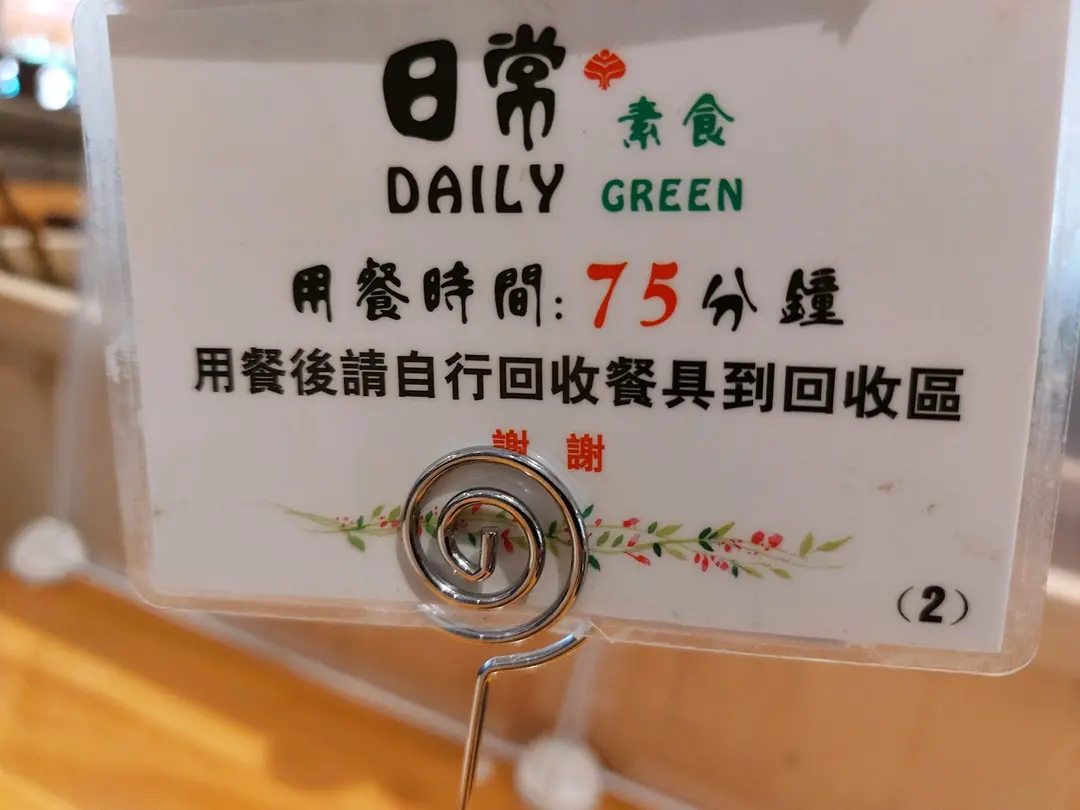 日常 素食
DAILY GREEN
用餐時間: 75分鐘
用餐後請自行回收餐具到回收區
謝 謝
(2)